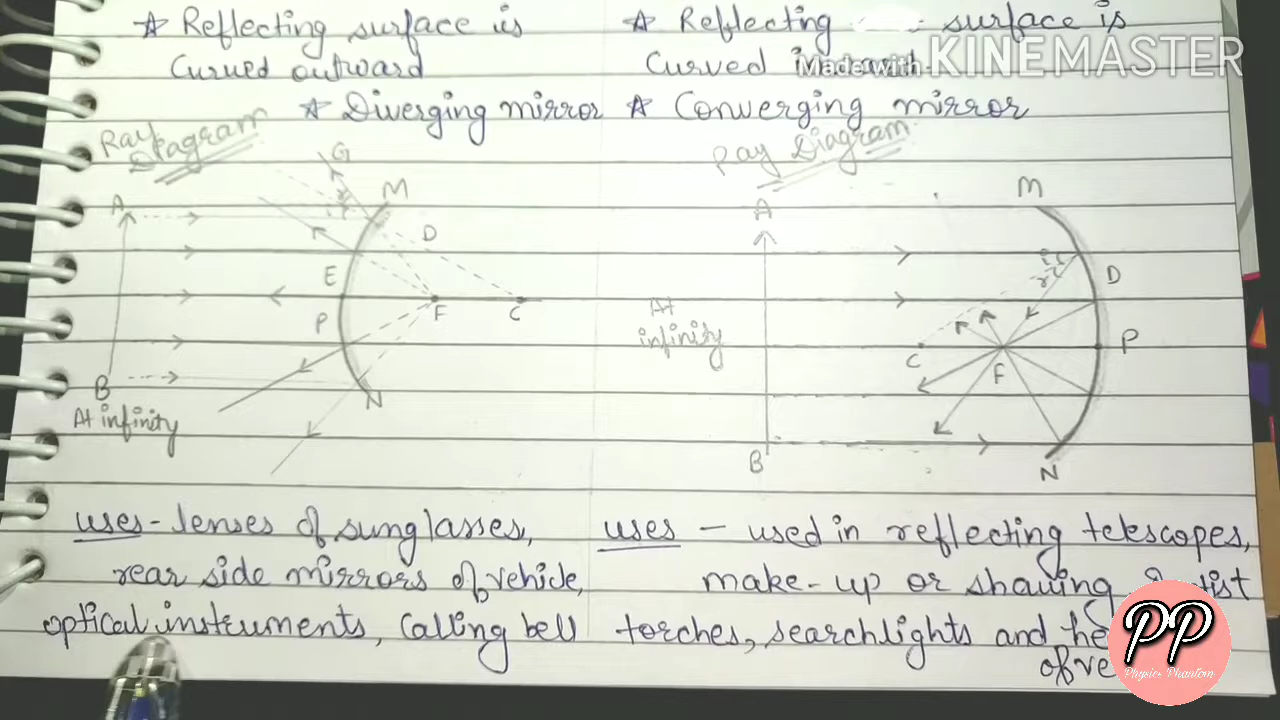 ☆ Reflecting surface is
Curved outward
☆ Diverging mirror
Ray Diagram
G
M
A
D
E
F
C
P
B
N
At infinity
uses - lenses of sunglasses,
rear side mirrors of vehicle,
optical instruments, Calling bell
☆ Reflecting surface is
Curved
☆ Converging mirror
Ray Diagram
A
M
i
r
D
At
infinity
C
F
P
B
N
uses - used in reflecting telescopes,
make-up or shaving
torches, searchlights and
of
Made with KINEMASTER
PP
Physics Phantom